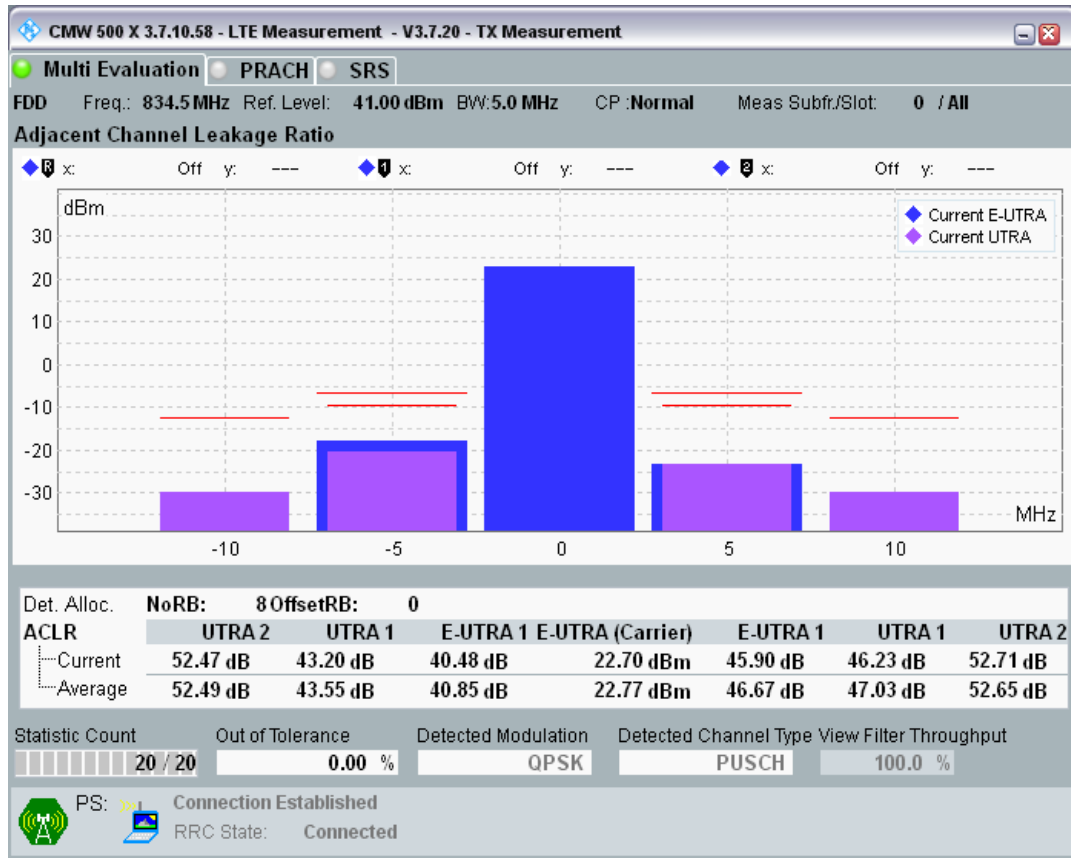 CMW 500 X 3.7.10.58 - LTE Measurement - V3.7.20 - TX Measurement
Multi Evaluation PRACH SRS
FDD Freq.: 834.5 MHz Ref. Level: 41.00 dBm BW: 5.0 MHz CP : Normal Meas Subfr./Slot: 0 / All
Adjacent Channel Leakage Ratio
R x: Off y: --- 1 x: Off y: --- 2 x: Off y: ---
dBm
Current E-UTRA
Current UTRA
30
20
10
0
-10
-20
-30
MHz
-10 -5 0 5 10
Det. Alloc. NoRB: 8 OffsetRB: 0
ACLR UTRA 2 UTRA 1 E-UTRA 1 E-UTRA (Carrier) E-UTRA 1 UTRA 1 UTRA 2
Current 52.47 dB 43.20 dB 40.48 dB 22.70 dBm 45.90 dB 46.23 dB 52.71 dB
Average 52.49 dB 43.55 dB 40.85 dB 22.77 dBm 46.67 dB 47.03 dB 52.65 dB
Statistic Count Out of Tolerance Detected Modulation Detected Channel Type View Filter Throughput
20 / 20 0.00 % QPSK PUSCH 100.0 %
PS: Connection Established
RRC State: Connected